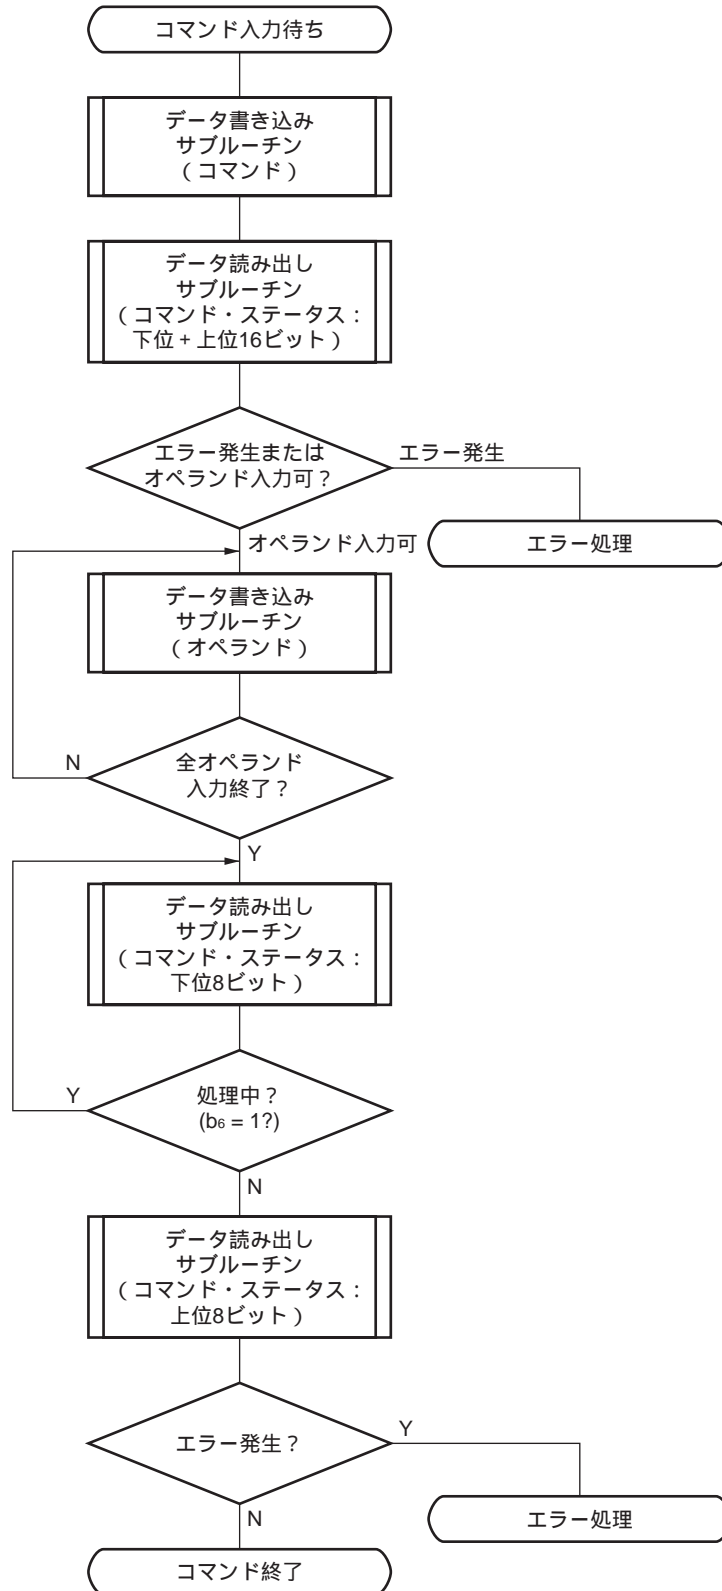 コマンド入力待ち
データ書き込み
サブルーチン
（コマンド）
データ読み出し
サブルーチン
（コマンド・ステータス：
下位＋上位16ビット）
エラー発生または
オペランド入力可？
エラー発生
エラー処理
オペランド入力可
データ書き込み
サブルーチン
（オペランド）
全オペランド
入力終了？
N
Y
データ読み出し
サブルーチン
（コマンド・ステータス：
下位8ビット）
処理中？
(b6 = 1?)
Y
N
データ読み出し
サブルーチン
（コマンド・ステータス：
上位8ビット）
エラー発生？
Y
エラー処理
N
コマンド終了